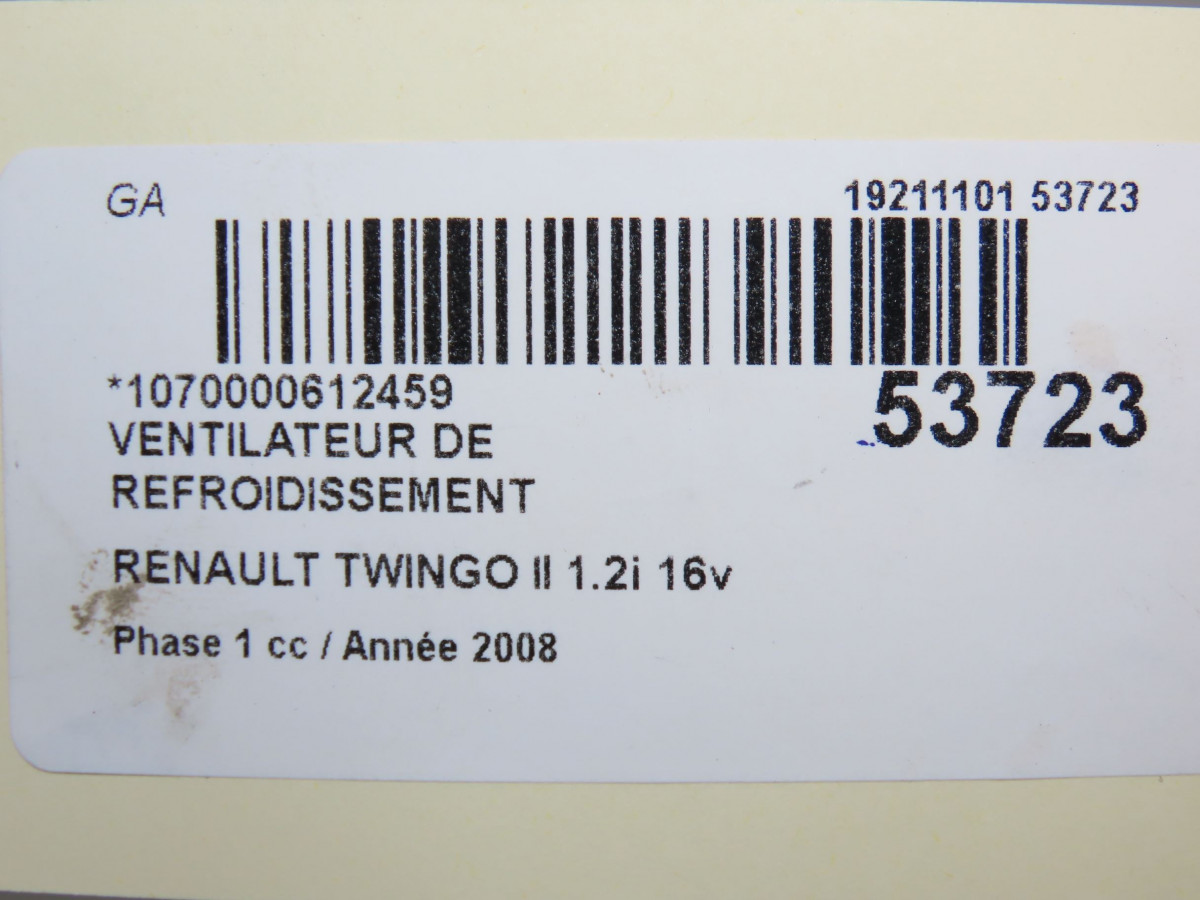 GA
19211101 53723
*1070000612459
53723
VENTILATEUR DE
REFROIDISSEMENT
RENAULT TWINGO II 1.2i 16v
Phase 1 cc / Année 2008